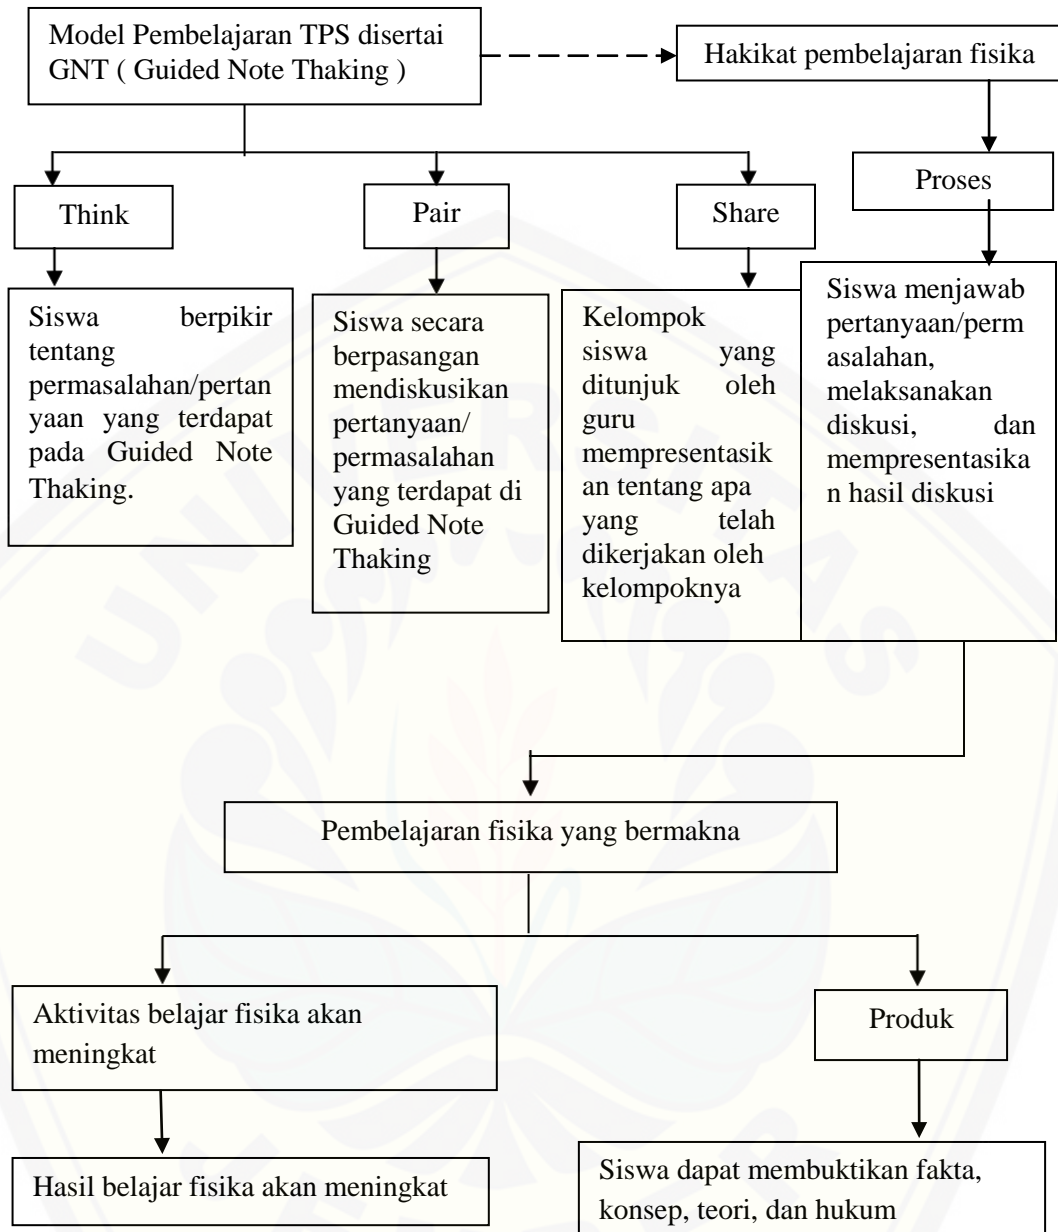 Model Pembelajaran TPS disertai
GNT ( Guided Note Thaking )
Hakikat pembelajaran fisika
Think
Pair
Share
Proses
Siswa berpikir
tentang
permasalahan/pertan
yaan yang terdapat
pada Guided Note
Thaking.
Siswa secara
berpasangan
mendiskusikan
pertanyaan/
permasalahan
yang terdapat di
Guided Note
Thaking
Kelompok
siswa yang
ditunjuk oleh
guru
mempresentasik
an tentang apa
yang telah
dikerjakan oleh
kelompoknya
Siswa menjawab
pertanyaan/perm
asalahan,
melaksanakan
diskusi, dan
mempresentasika
n hasil diskusi
Pembelajaran fisika yang bermakna
Aktivitas belajar fisika akan
meningkat
Produk
Hasil belajar fisika akan meningkat
Siswa dapat membuktikan fakta,
konsep, teori, dan hukum
UNIVERSITAS